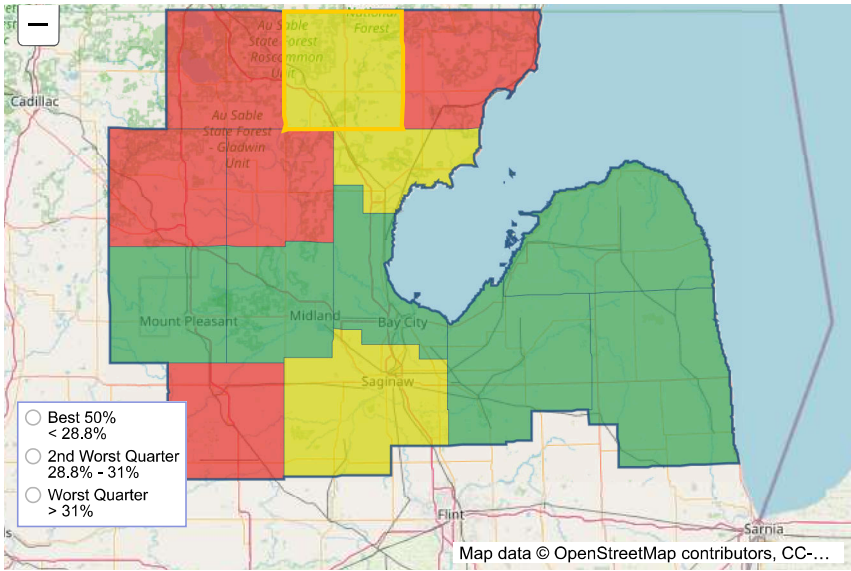 Au Sable
State Forest
- Roscommon
Unit
National
Forest
Cadillac
Au Sable
State Forest
- Gladwin
Unit
Mount Pleasant
Midland
Bay City
Saginaw
Best 50%
< 28.8%
2nd Worst Quarter
28.8% - 31%
Worst Quarter
> 31%
Flint
Sarnia
Map data © OpenStreetMap contributors, CC-...